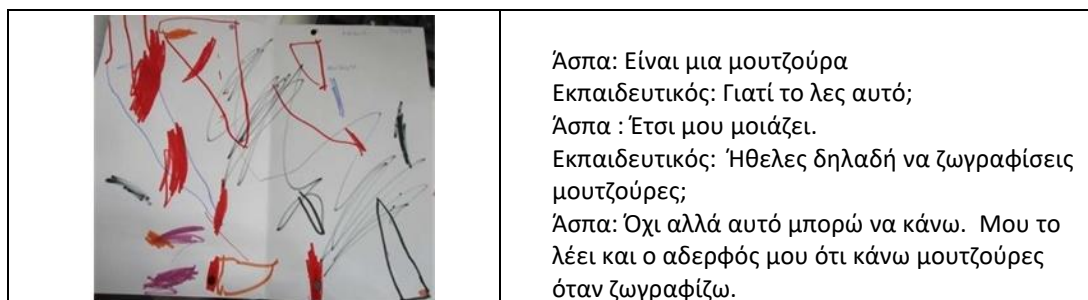 Άσπα: Είναι μια μουτζούρα
Εκπαιδευτικός: Γιατί το λες αυτό;
Άσπα : Έτσι μου μοιάζει.
Εκπαιδευτικός:  Ήθελες δηλαδή να ζωγραφίσεις
μουτζούρες;
Άσπα: Όχι αλλά αυτό μπορώ να κάνω.  Μου το
λέει και ο αδερφός μου ότι κάνω μουτζούρες
όταν ζωγραφίζω.